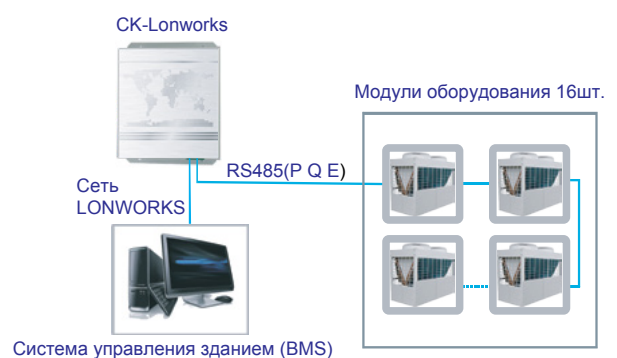 CK-Lonworks
Модули оборудования 16шт.
RS485(P Q E)
Сеть
LONWORKS
Система управления зданием (BMS)